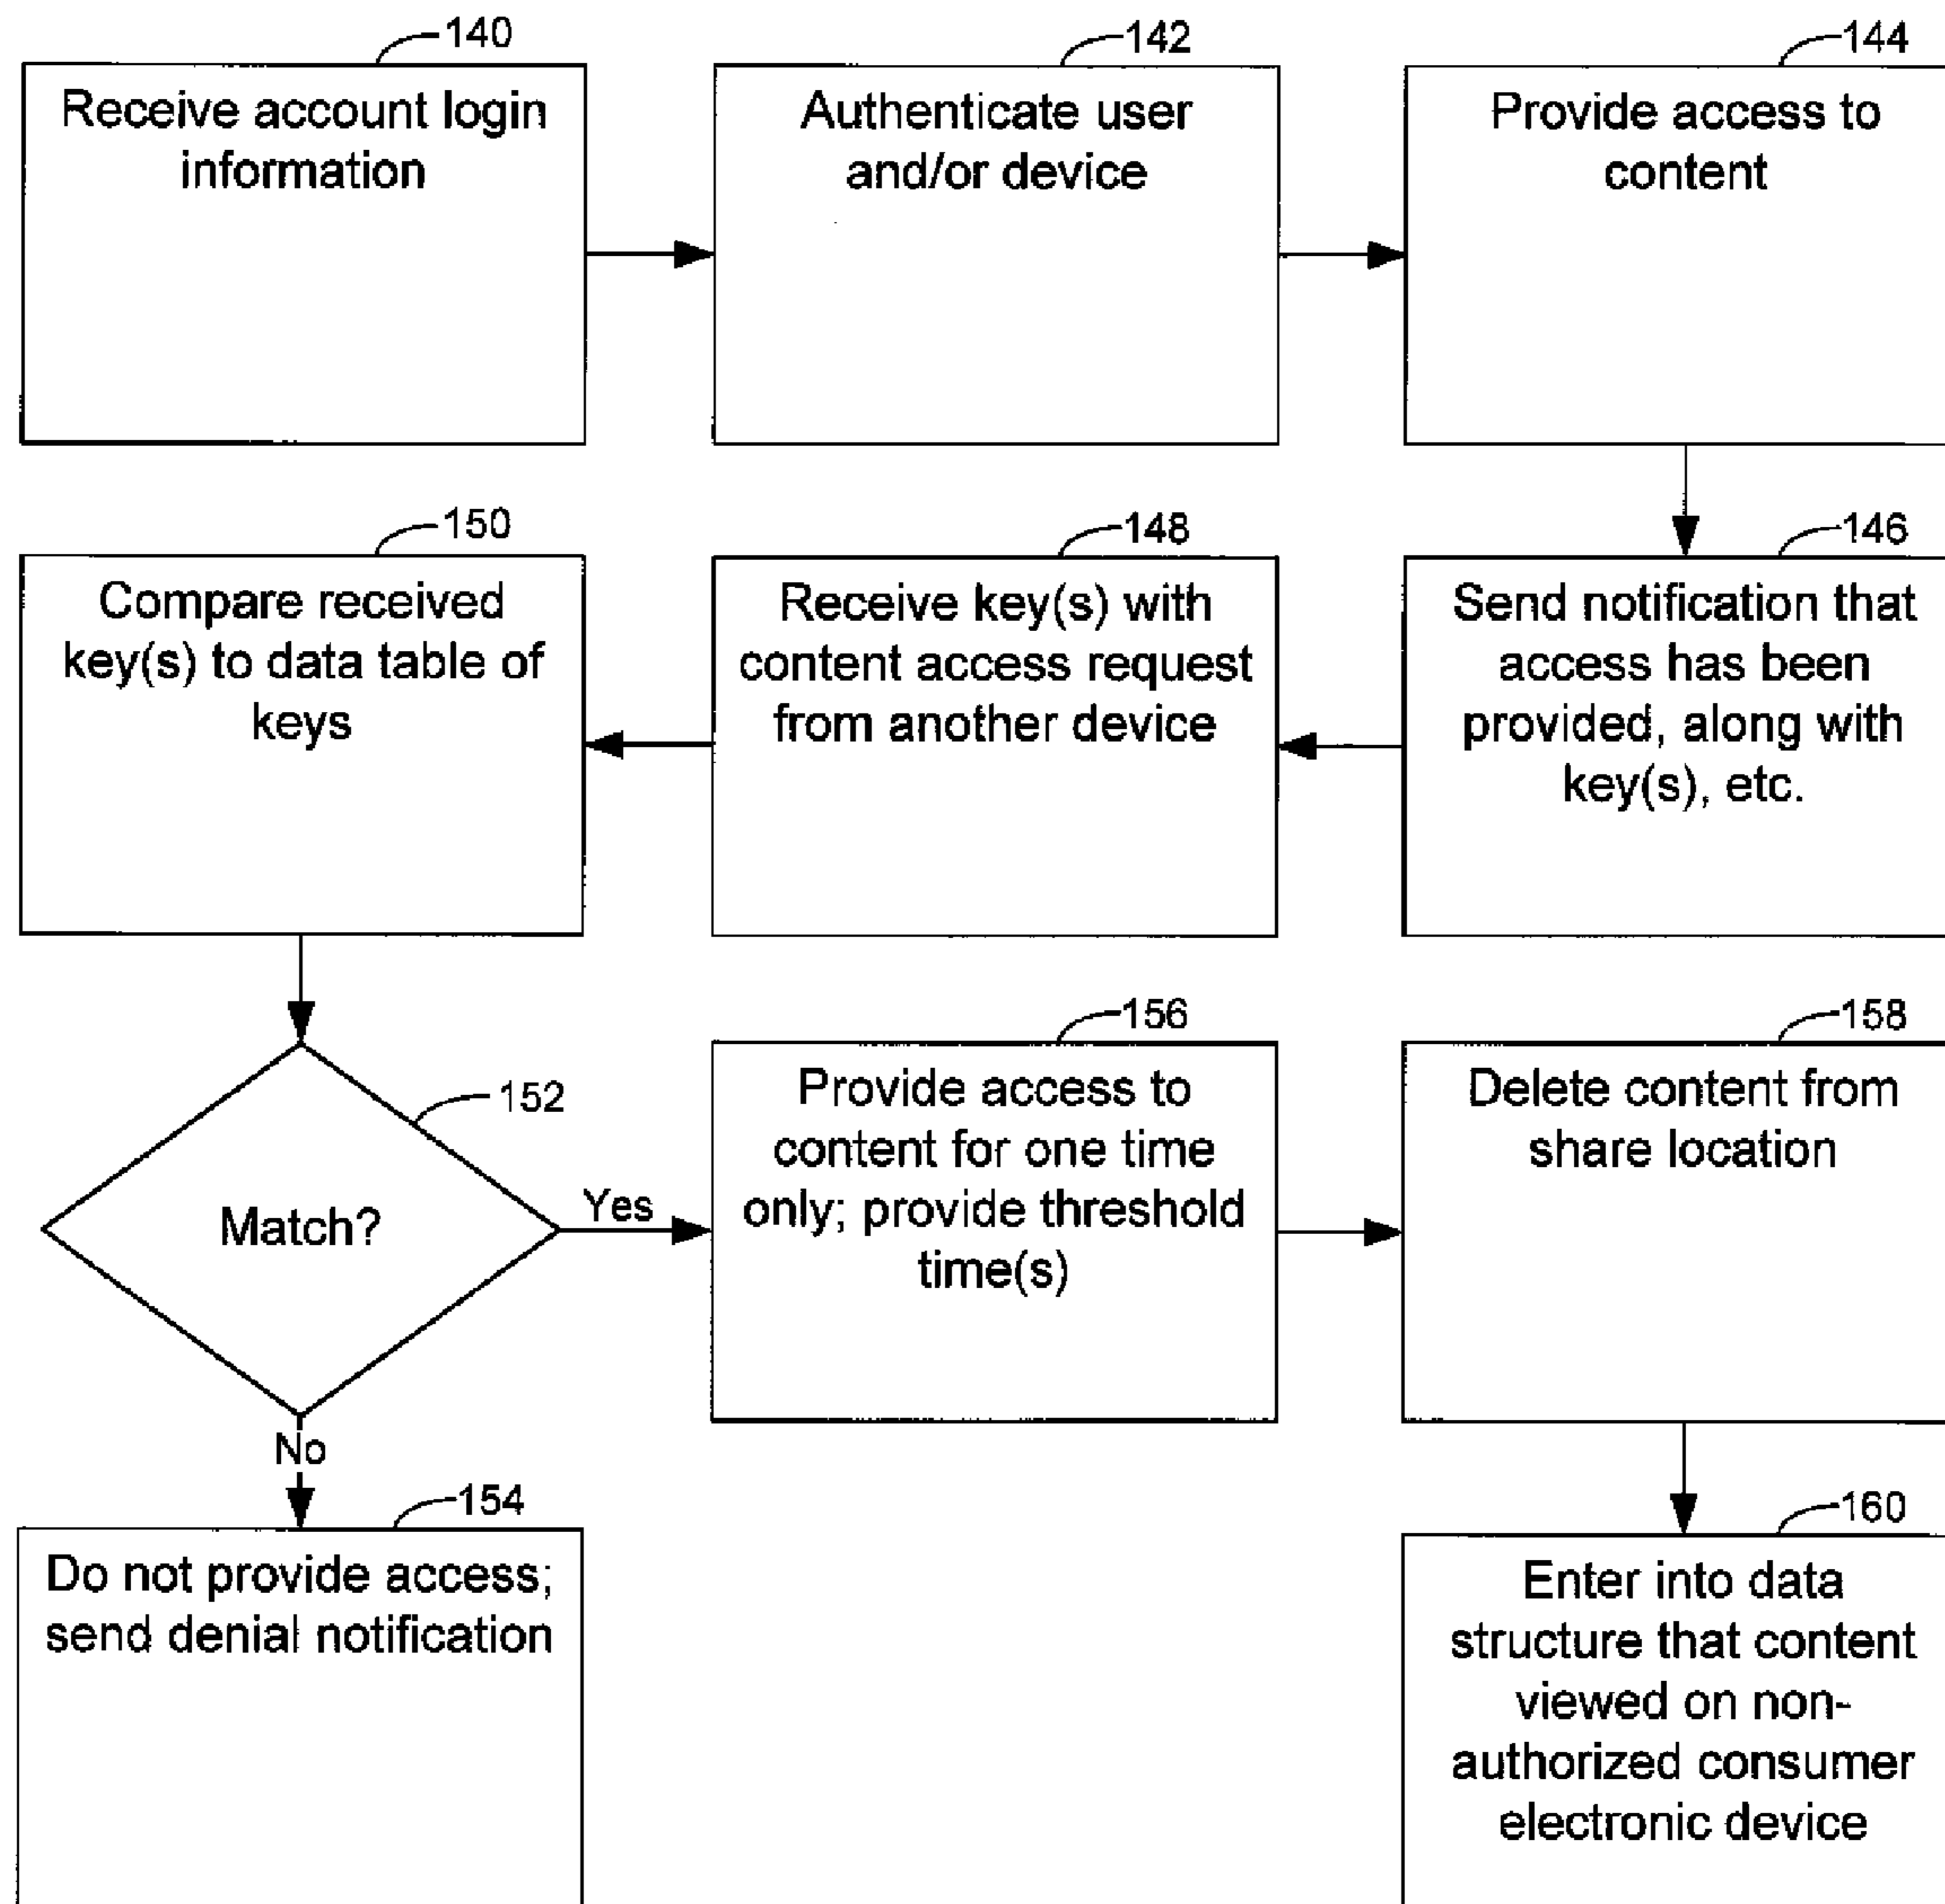 140
Receive account login
information
142
Authenticate user
and/or device
144
Provide access to
content
146
Send notification that
access has been
provided, along with
key(s), etc.
148
Receive key(s) with
content access request
from another device
150
Compare received
key(s) to data table of
keys
152
Match?
Yes
No
154
Do not provide access;
send denial notification
156
Provide access to
content for one time
only; provide threshold
time(s)
158
Delete content from
share location
160
Enter into data
structure that content
viewed on non-
authorized consumer
electronic device